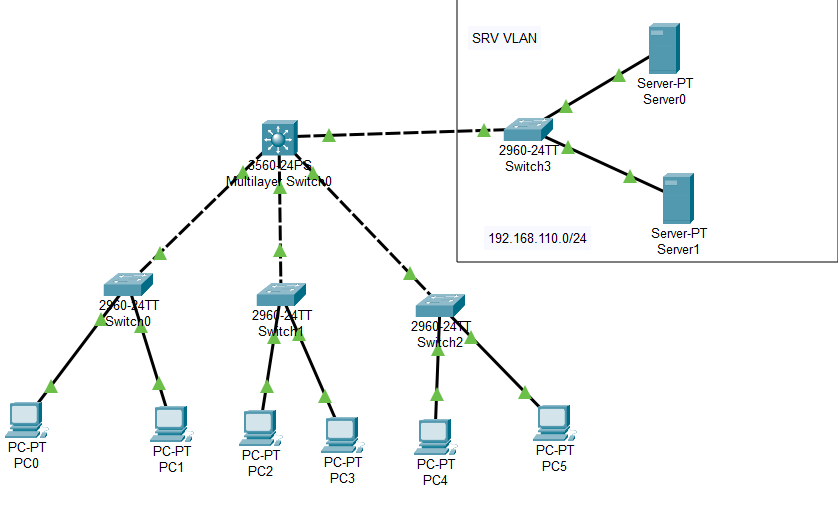 SRV VLAN
Server-PT
Server0
3560-24PS
Multilayer Switch0
2960-24TT
Switch3
Server-PT
Server1
192.168.110.0/24
2960-24TT
Switch0
2960-24TT
Switch1
2960-24TT
Switch2
PC-PT
PC0
PC-PT
PC1
PC-PT
PC2
PC-PT
PC3
PC-PT
PC4
PC-PT
PC5